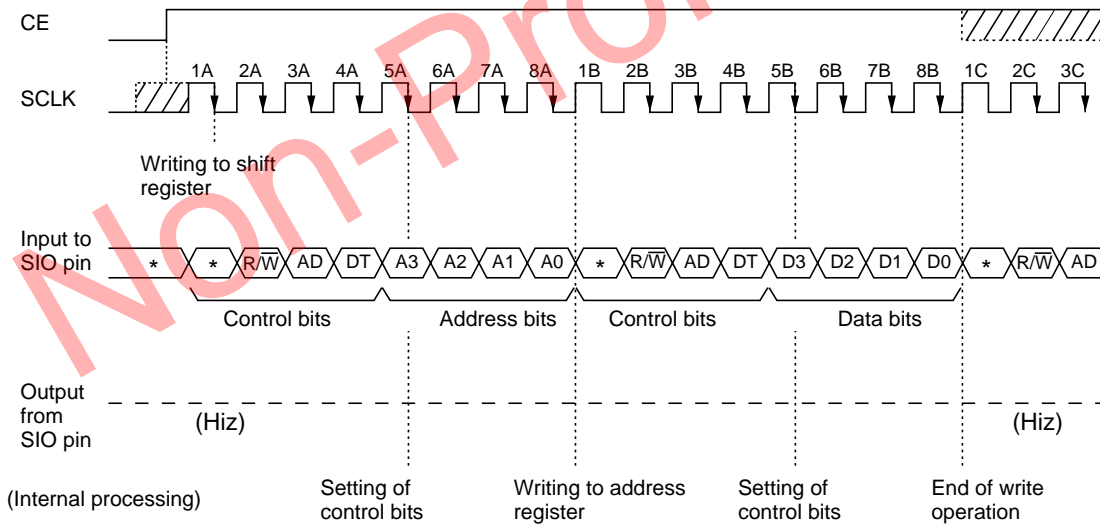 CE
1A 2A 3A 4A 5A 6A 7A 8A 1B 2B 3B 4B 5B 6B 7B 8B 1C 2C 3C
SCLK
Writing to shift
register
Input to
SIO pin
* * R/W̅ AD DT A3 A2 A1 A0 * R/W̅ AD DT D3 D2 D1 D0 * R/W̅ AD
Control bits Address bits Control bits Data bits
Output
from
SIO pin
(Hiz) (Hiz)
(Internal processing)
Setting of
control bits
Writing to address
register
Setting of
control bits
End of write
operation